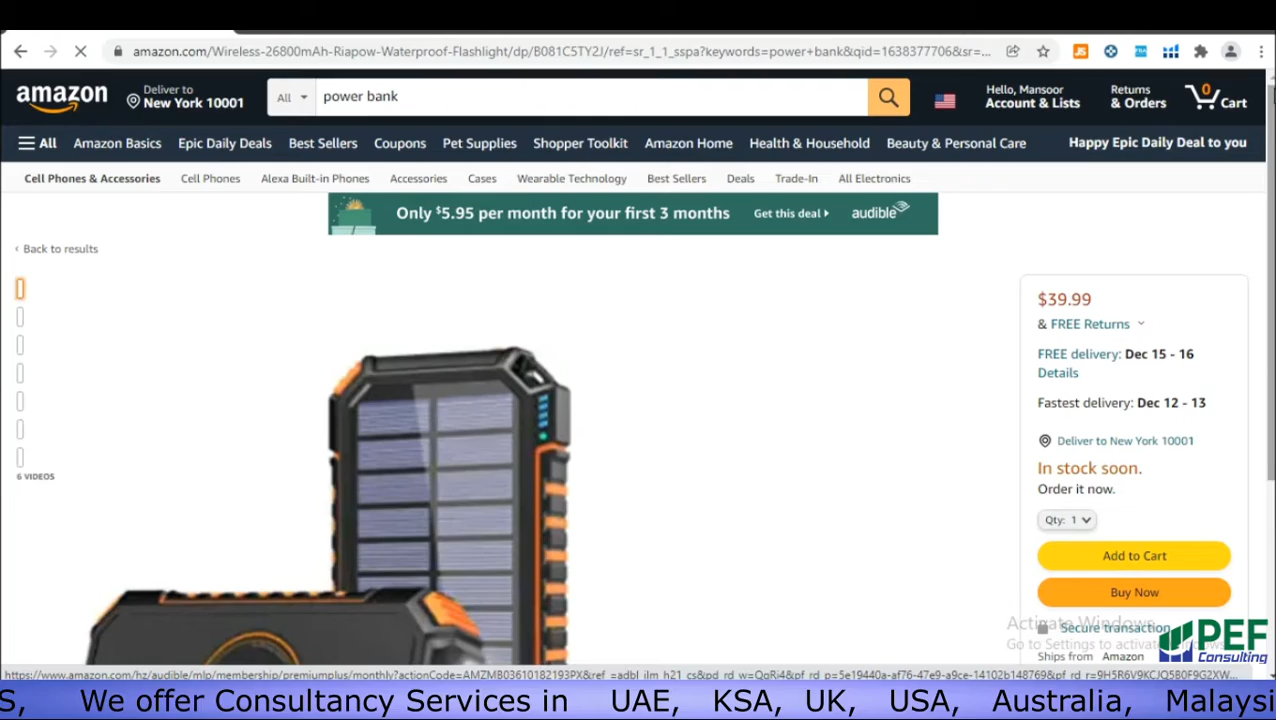 amazon.com/Wireless-26800mAh-Riapow-Waterproof-Flashlight/dp/B081C5TY2J/ref=sr_1_1_sspa?keywords=power+bank&qid=1638377706&sr=...
JS
amazon
Deliver to
New York 10001
All
power bank
Hello, Mansoor
Account & Lists
Returns
& Orders
0
Cart
All
Amazon Basics
Epic Daily Deals
Best Sellers
Coupons
Pet Supplies
Shopper Toolkit
Amazon Home
Health & Household
Beauty & Personal Care
Happy Epic Daily Deal to you
Cell Phones & Accessories
Cell Phones
Alexa Built-in Phones
Accessories
Cases
Wearable Technology
Best Sellers
Deals
Trade-In
All Electronics
Only $5.95 per month for your first 3 months
Get this deal
audible
‹ Back to results
6 VIDEOS
$39.99
& FREE Returns
FREE delivery: Dec 15 - 16
Details
Fastest delivery: Dec 12 - 13
Deliver to New York 10001
In stock soon.
Order it now.
Qty: 1
Add to Cart
Buy Now
Activate Windows
Go to Settings to activate
Secure transaction
Ships from Amazon
PEF
Consulting
S, We offer Consultancy Services in UAE, KSA, UK, USA, Australia, Malaysi